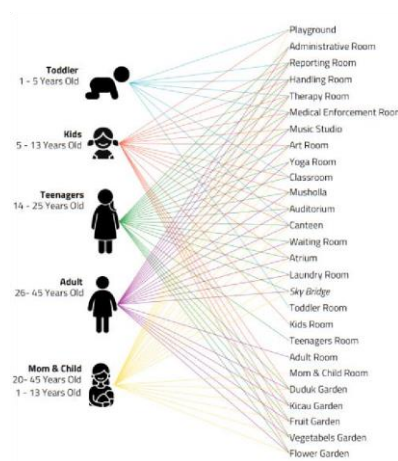 Toddler
1 - 5 Years Old
Kids
5 - 13 Years Old
Teenagers
14 - 25 Years Old
Adult
26- 45 Years Old
Mom & Child
20- 45 Years Old
1 - 13 Years Old
Playground
Administrative Room
Reporting Room
Handling Room
Therapy Room
Medical Enforcement Room
Music Studio
Art Room
Yoga Room
Classroom
Musholla
Auditorium
Canteen
Waiting Room
Atrium
Laundry Room
Sky Bridge
Toddler Room
Kids Room
Teenagers Room
Adult Room
Mom & Child Room
Duduk Garden
Kicau Garden
Fruit Garden
Vegetabels Garden
Flower Garden